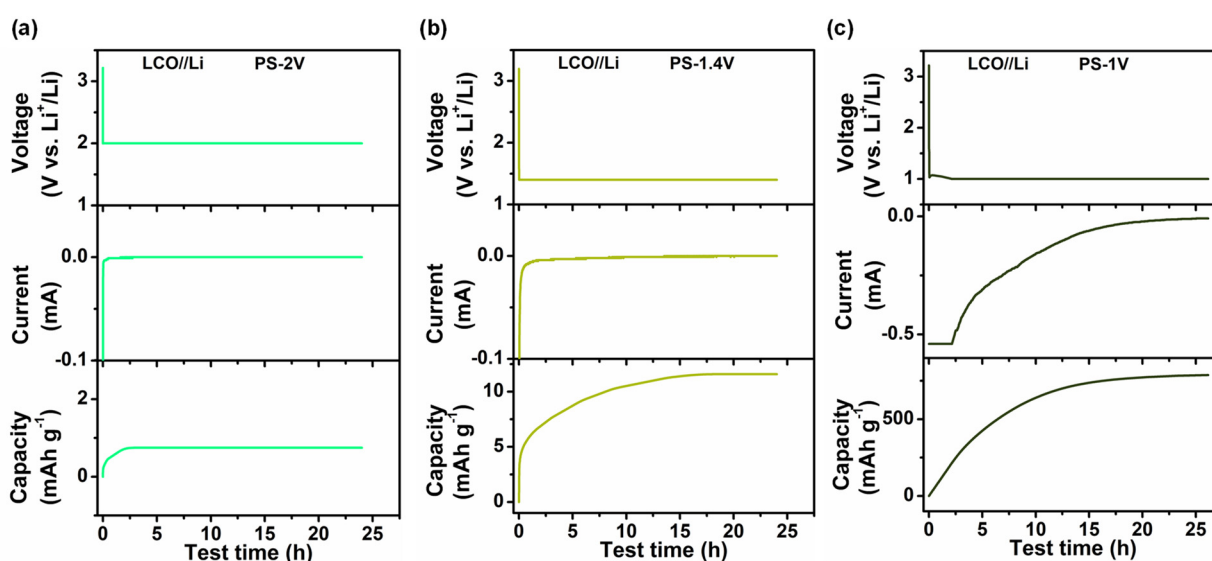 (a)
LCO//Li PS-2V
Voltage
(V vs. Li⁺/Li)
3
2
1
Current
(mA)
0.0
-0.1
Capacity
(mAh g⁻¹)
2
1
0
0 5 10 15 20 25
Test time (h)
(b)
LCO//Li PS-1.4V
Voltage
(V vs. Li⁺/Li)
3
2
1
Current
(mA)
0.0
-0.1
Capacity
(mAh g⁻¹)
10
5
0
0 5 10 15 20 25
Test time (h)
(c)
LCO//Li PS-1V
Voltage
(V vs. Li⁺/Li)
3
2
1
Current
(mA)
0.0
-0.5
Capacity
(mAh g⁻¹)
500
0
0 5 10 15 20 25
Test time (h)